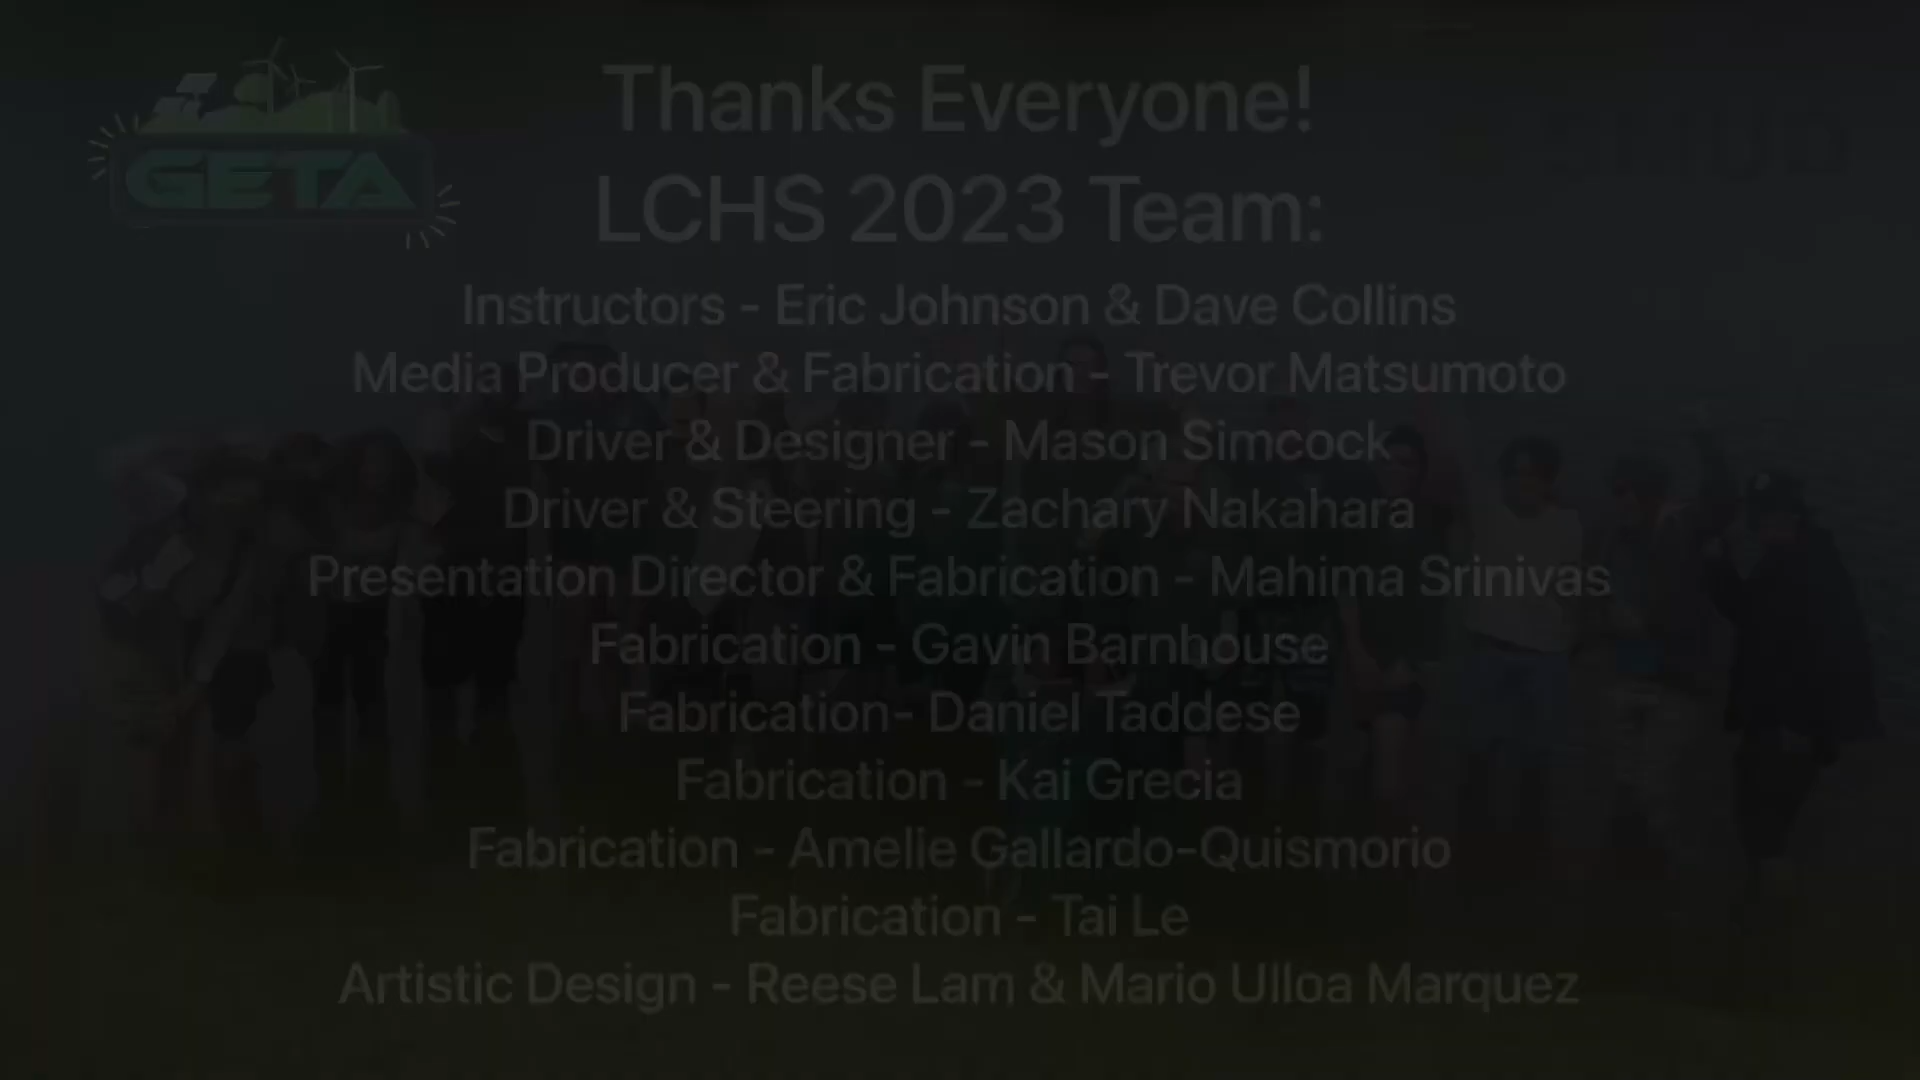 GETA
Thanks Everyone!
LCHS 2023 Team:
Instructors - Eric Johnson & Dave Collins
Media Producer & Fabrication - Trevor Matsumoto
Driver & Designer - Mason Simcock
Driver & Steering - Zachary Nakahara
Presentation Director & Fabrication - Mahima Srinivas
Fabrication - Gavin Barnhouse
Fabrication- Daniel Taddese
Fabrication - Kai Grecia
Fabrication - Amelie Gallardo-Quismorio
Fabrication - Tai Le
Artistic Design - Reese Lam & Mario Ulloa Marquez